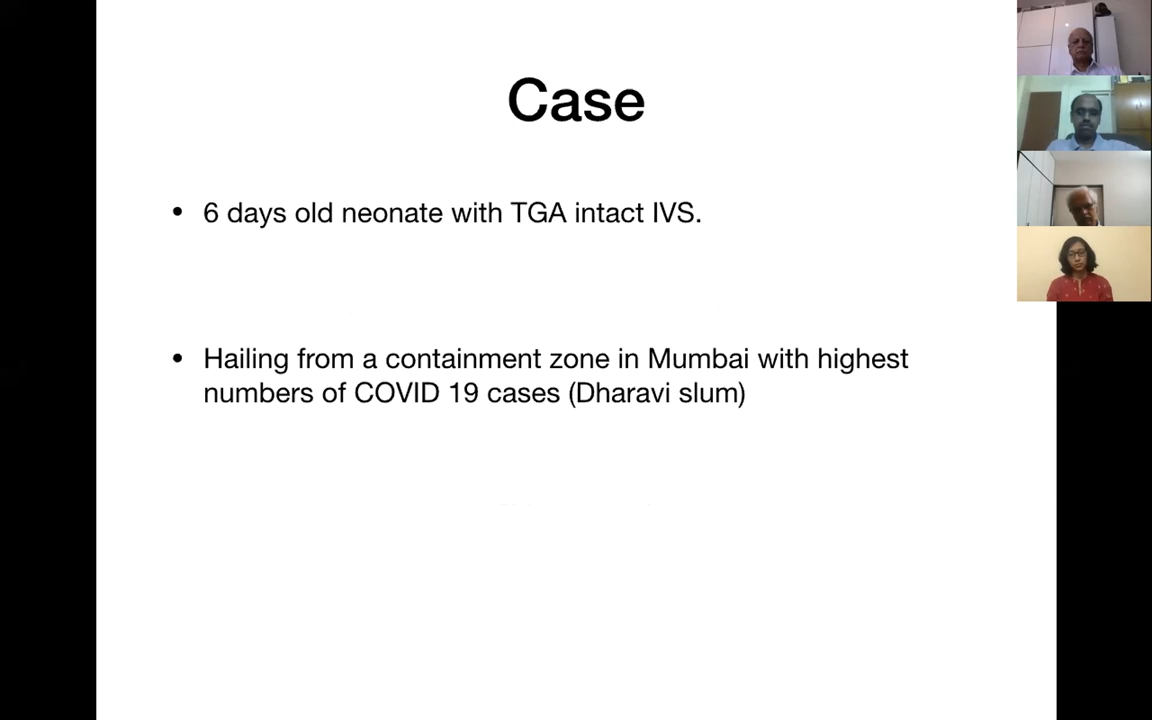 Case
• 6 days old neonate with TGA intact IVS.
• Hailing from a containment zone in Mumbai with highest
numbers of COVID 19 cases (Dharavi slum)